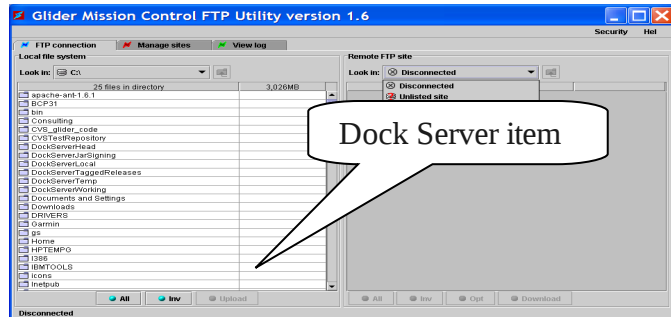 Glider Mission Control FTP Utility version 1.6
Security Hel
FTP connection Manage sites View log
Local file system
Remote FTP site
Look in: C:\
Look in: Disconnected
25 files in directory 3,026MB
Disconnected
Unlisted site
apache-ant-1.6.1
BCP31
bin
Consulting
CVS_glider_code
CVSTestRepository
DockServerHead
DockServerJarSigning
DockServerLocal
DockServerTaggedReleases
DockServerTemp
DockServerWorking
Documents and Settings
Downloads
DRIVERS
Garmin
gs
Home
HPTEMPG
I386
IBMTOOLS
icons
Inetpub
Dock Server item
All Inv Upload
All Inv Opt Download
Disconnected